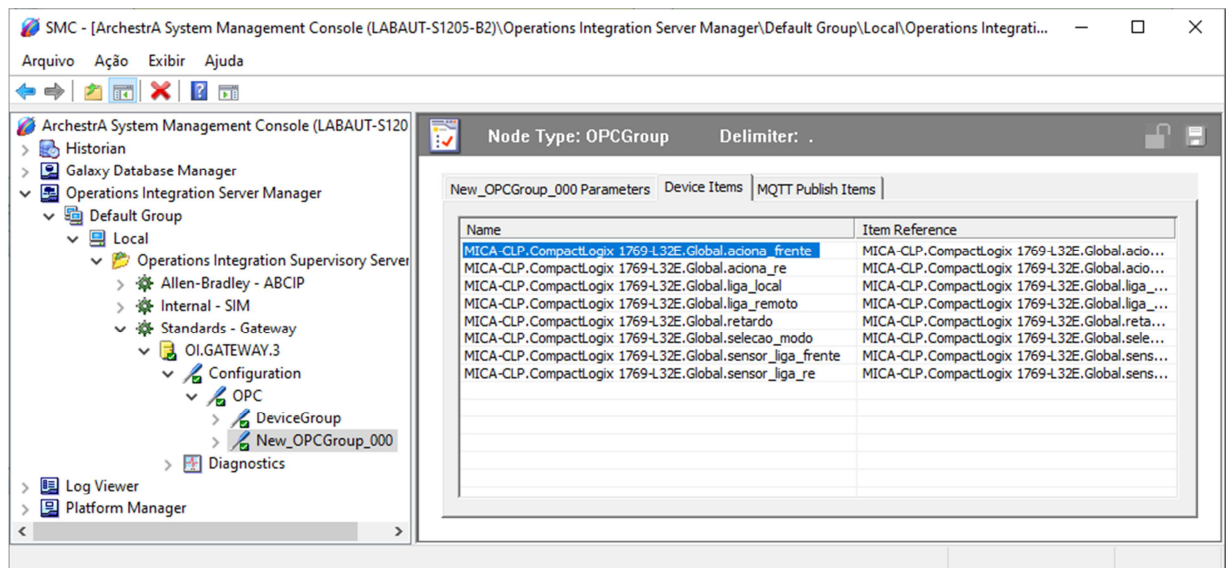 SMC - [ArchestrA System Management Console (LABAUT-S1205-B2)\Operations Integration Server Manager\Default Group\Local\Operations Integrati...
Arquivo Ação Exibir Ajuda
ArchestrA System Management Console (LABAUT-S120
Historian
Galaxy Database Manager
Operations Integration Server Manager
Default Group
Local
Operations Integration Supervisory Server
Allen-Bradley - ABCIP
Internal - SIM
Standards - Gateway
OI.GATEWAY.3
Configuration
OPC
DeviceGroup
New_OPCGroup_000
Diagnostics
Log Viewer
Platform Manager
Node Type: OPCGroup Delimiter: .
New_OPCGroup_000 Parameters Device Items MQTT Publish Items
Name Item Reference
MICA-CLP.CompactLogix 1769-L32E.Global.aciona_frente MICA-CLP.CompactLogix 1769-L32E.Global.acio...
MICA-CLP.CompactLogix 1769-L32E.Global.aciona_re MICA-CLP.CompactLogix 1769-L32E.Global.acio...
MICA-CLP.CompactLogix 1769-L32E.Global.liga_local MICA-CLP.CompactLogix 1769-L32E.Global.liga_...
MICA-CLP.CompactLogix 1769-L32E.Global.liga_remoto MICA-CLP.CompactLogix 1769-L32E.Global.liga_...
MICA-CLP.CompactLogix 1769-L32E.Global.retardo MICA-CLP.CompactLogix 1769-L32E.Global.reta...
MICA-CLP.CompactLogix 1769-L32E.Global.selecao_modo MICA-CLP.CompactLogix 1769-L32E.Global.sele...
MICA-CLP.CompactLogix 1769-L32E.Global.sensor_liga_frente MICA-CLP.CompactLogix 1769-L32E.Global.sens...
MICA-CLP.CompactLogix 1769-L32E.Global.sensor_liga_re MICA-CLP.CompactLogix 1769-L32E.Global.sens...